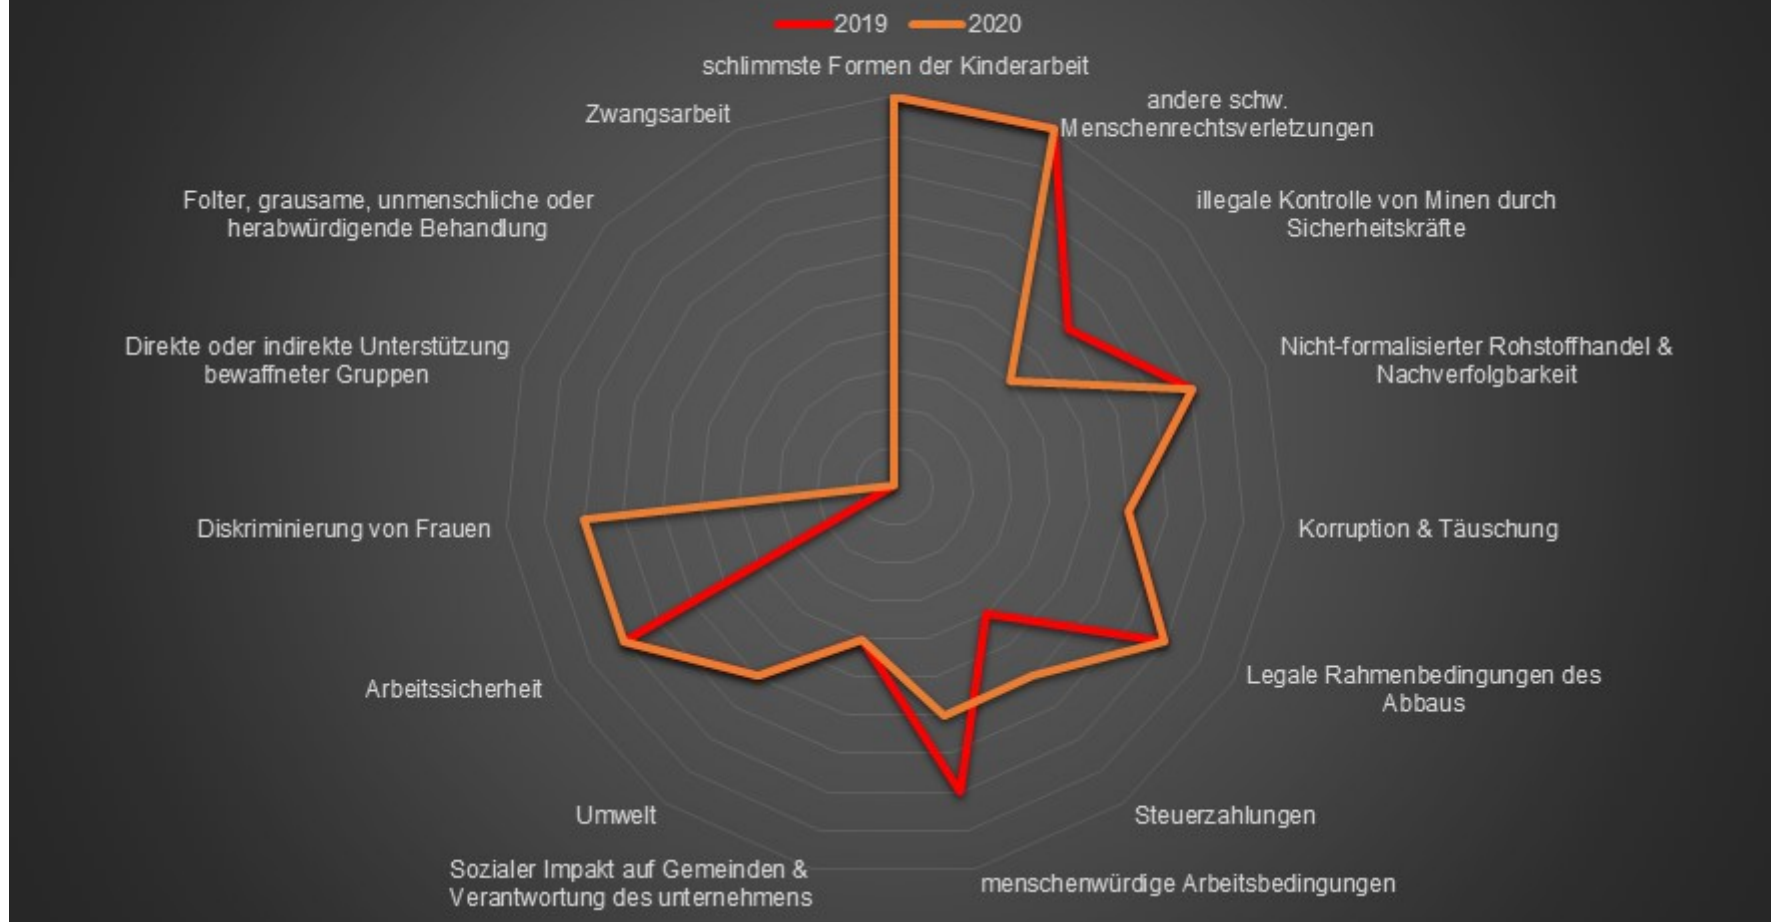 2019 2020
schlimmste Formen der Kinderarbeit
andere schw.
Menschenrechtsverletzungen
illegale Kontrolle von Minen durch
Sicherheitskräfte
Nicht-formalisierter Rohstoffhandel &
Nachverfolgbarkeit
Korruption & Täuschung
Legale Rahmenbedingungen des
Abbaus
Steuerzahlungen
menschenwürdige Arbeitsbedingungen
Sozialer Impakt auf Gemeinden &
Verantwortung des unternehmens
Umwelt
Arbeitssicherheit
Diskriminierung von Frauen
Direkte oder indirekte Unterstützung
bewaffneter Gruppen
Folter, grausame, unmenschliche oder
herabwürdigende Behandlung
Zwangsarbeit